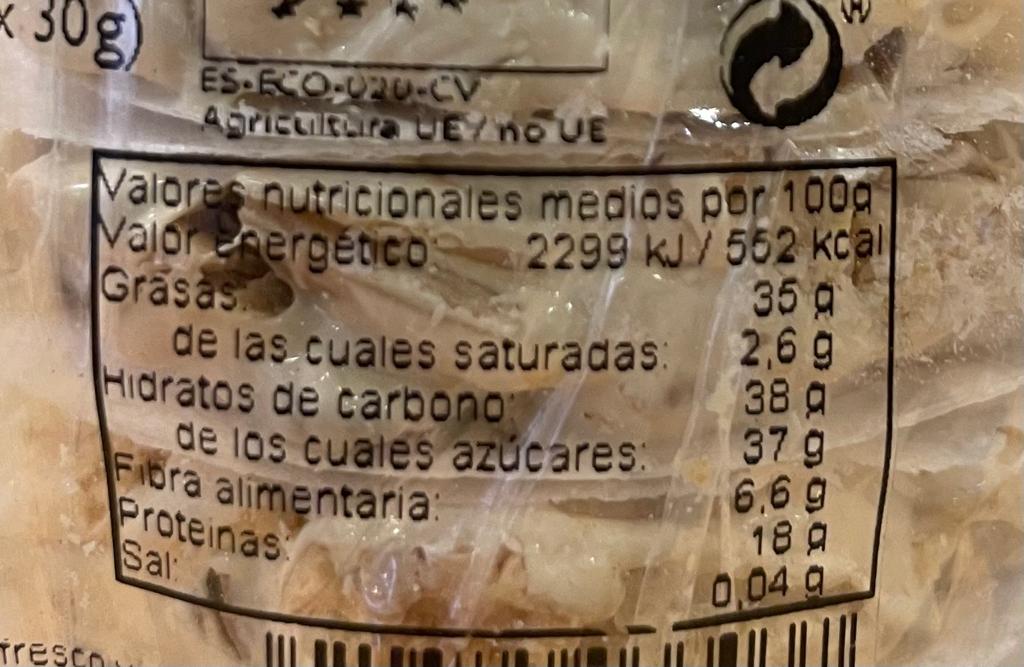 x 30g)
ES-ECO-020-CV
Agricultura UE / no UE
Valores nutricionales medios por 100g
Valor Energético: 2299 kJ / 552 kcal
Grasas: 35 g
de las cuales saturadas: 2,6 g
Hidratos de carbono: 38 g
de los cuales azúcares: 37 g
Fibra alimentaria: 6,6 g
Proteínas: 18 g
Sal: 0,04 g
fresco